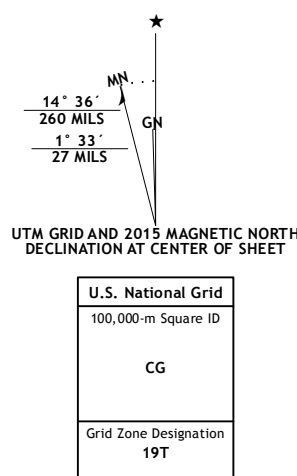 ★
MN
GN
14° 36´
260 MILS
1° 33´
27 MILS
UTM GRID AND 2015 MAGNETIC NORTH
DECLINATION AT CENTER OF SHEET
U.S. National Grid
100,000-m Square ID
CG
Grid Zone Designation
19T